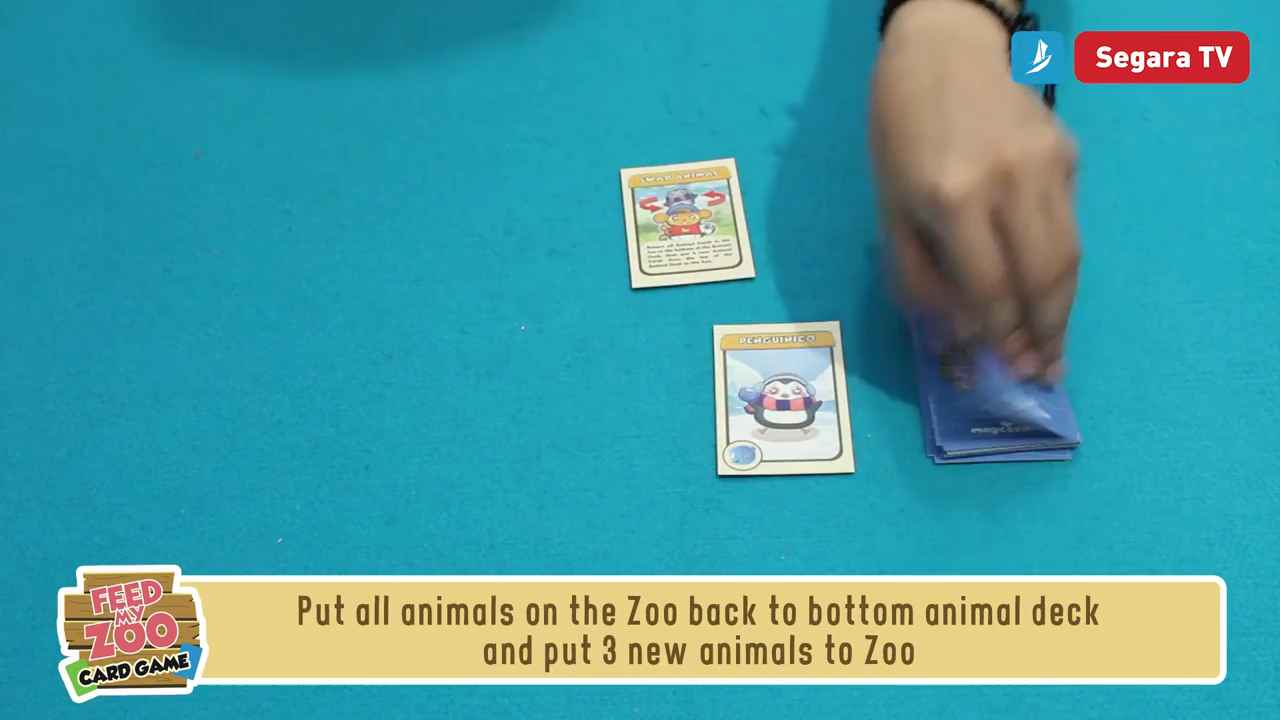 Segara TV
SWAP ANIMAL
PENGUINICO
FEED
MY
ZOO
CARD GAME
Put all animals on the Zoo back to bottom animal deck
and put 3 new animals to Zoo